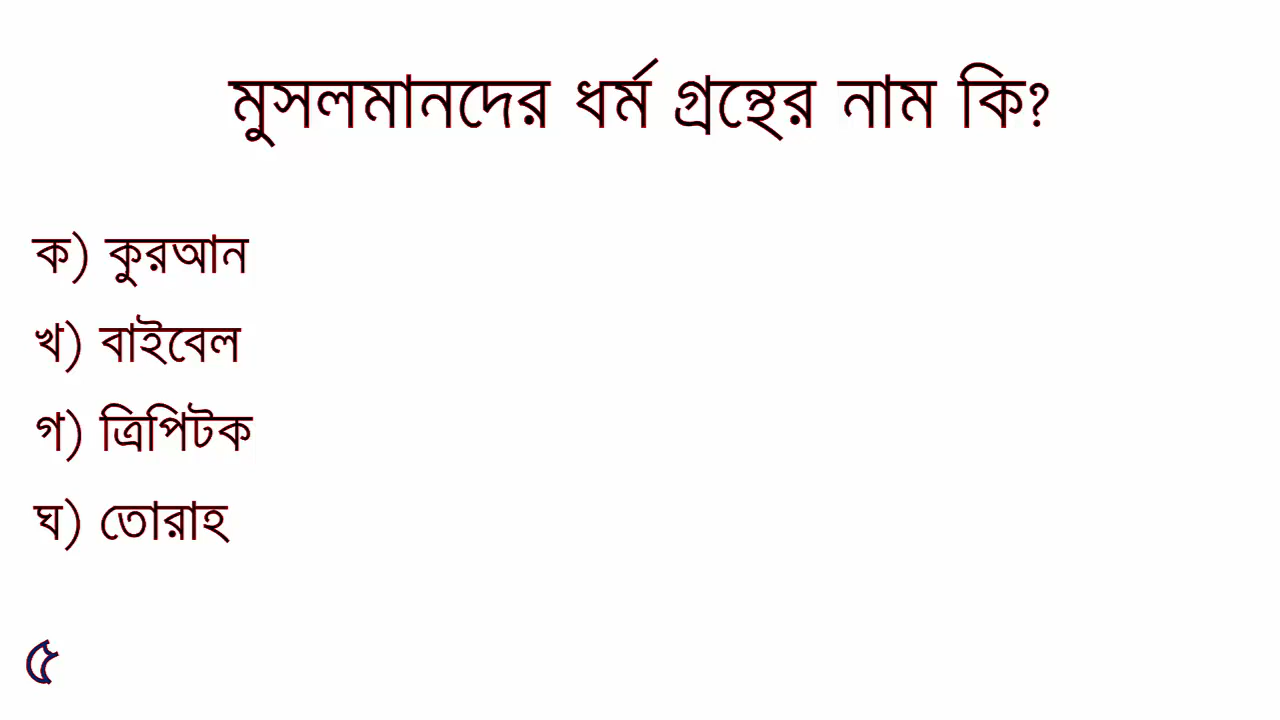 মুসলমানদের ধর্ম গ্রন্থের নাম কি?
ক) কুরআন
খ) বাইবেল
গ) ত্রিপিটক
ঘ) তোরাহ
৫